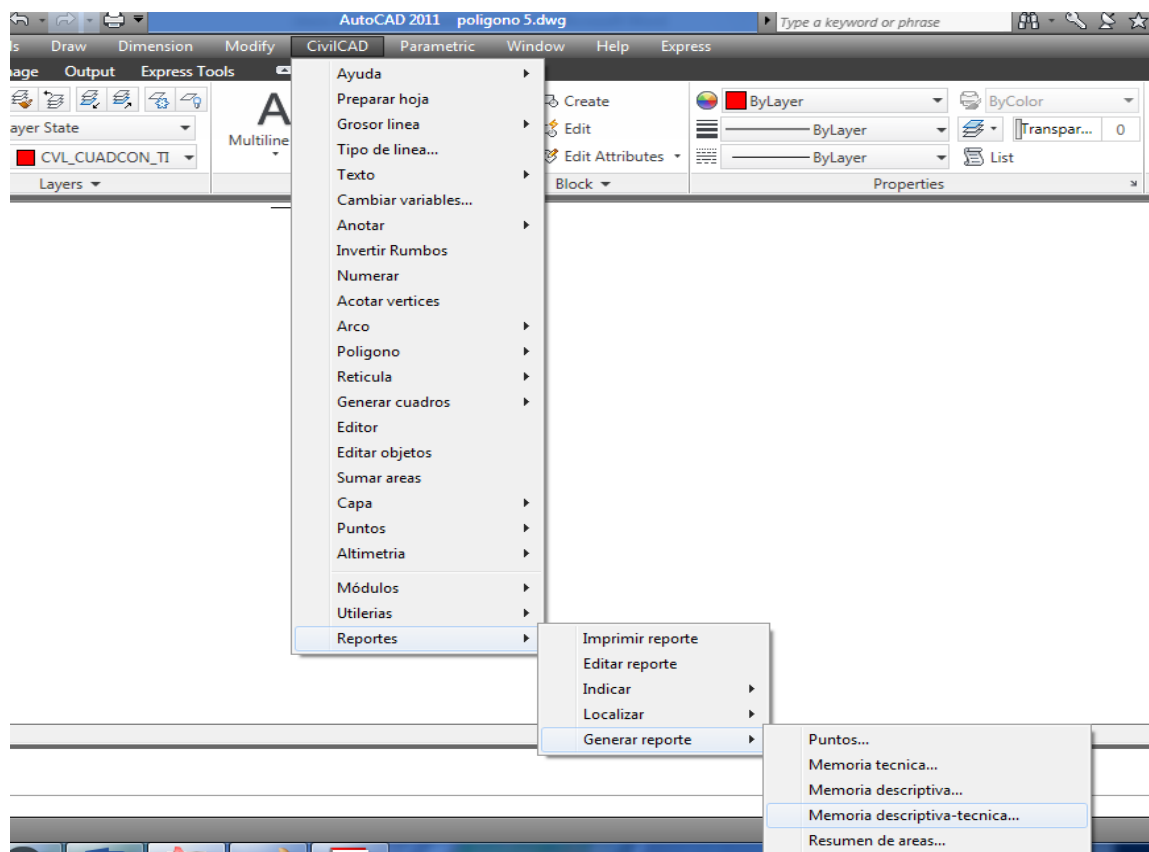 AutoCAD 2011 poligono 5.dwg
Type a keyword or phrase
ls Draw Dimension Modify CivilCAD Parametric Window Help Express
nage Output Express Tools
ayer State
CVL_CUADCON_TI
Layers
A
Multiline
Create
Edit
Edit Attributes
Block
ByLayer
ByLayer
ByLayer
ByColor
Transpar... 0
List
Properties
Ayuda
Preparar hoja
Grosor linea
Tipo de linea...
Texto
Cambiar variables...
Anotar
Invertir Rumbos
Numerar
Acotar vertices
Arco
Poligono
Reticula
Generar cuadros
Editor
Editar objetos
Sumar areas
Capa
Puntos
Altimetria
Módulos
Utilerias
Reportes
Imprimir reporte
Editar reporte
Indicar
Localizar
Generar reporte
Puntos...
Memoria tecnica...
Memoria descriptiva...
Memoria descriptiva-tecnica...
Resumen de areas...